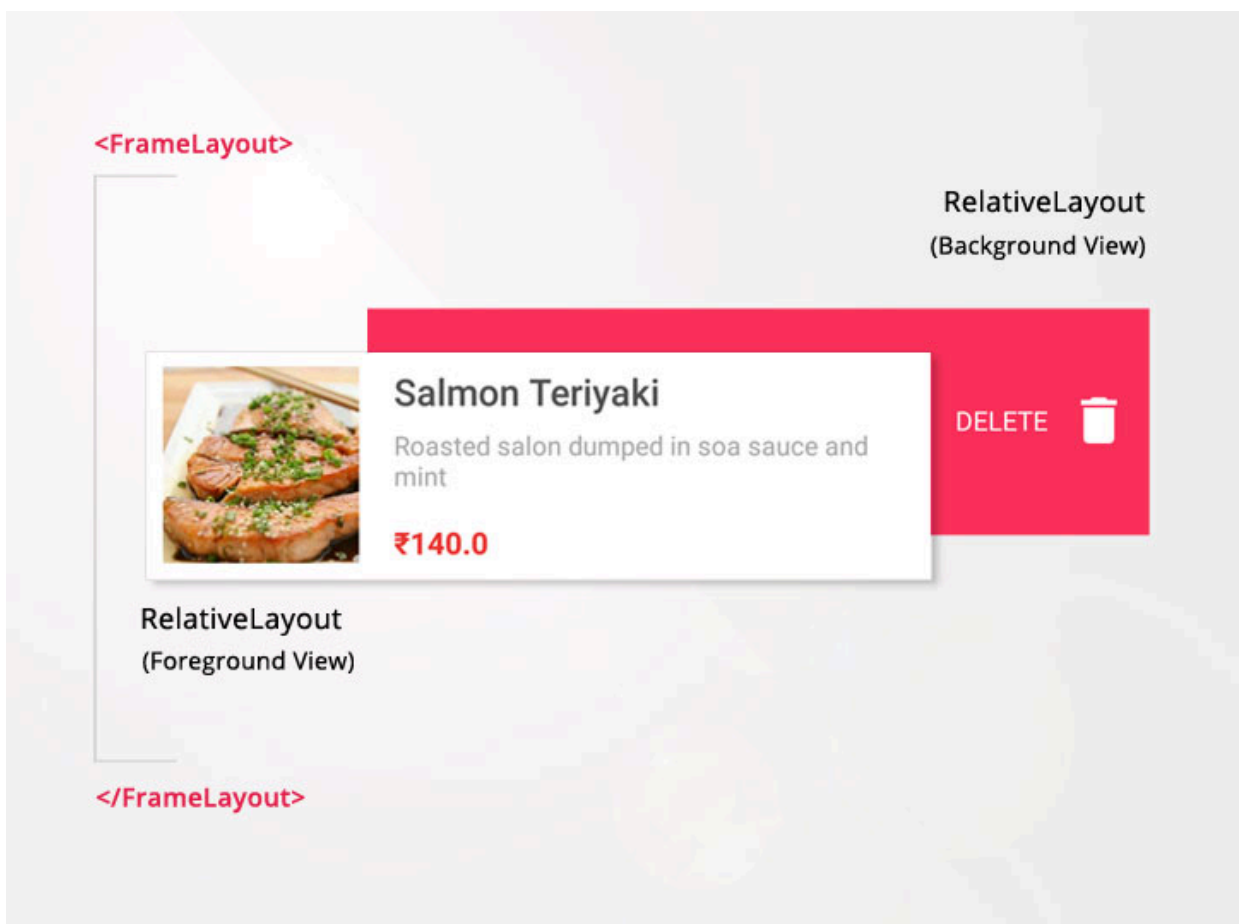 <FrameLayout>
RelativeLayout
(Background View)
Salmon Teriyaki
Roasted salon dumped in soa sauce and
mint
₹140.0
DELETE
RelativeLayout
(Foreground View)
</FrameLayout>